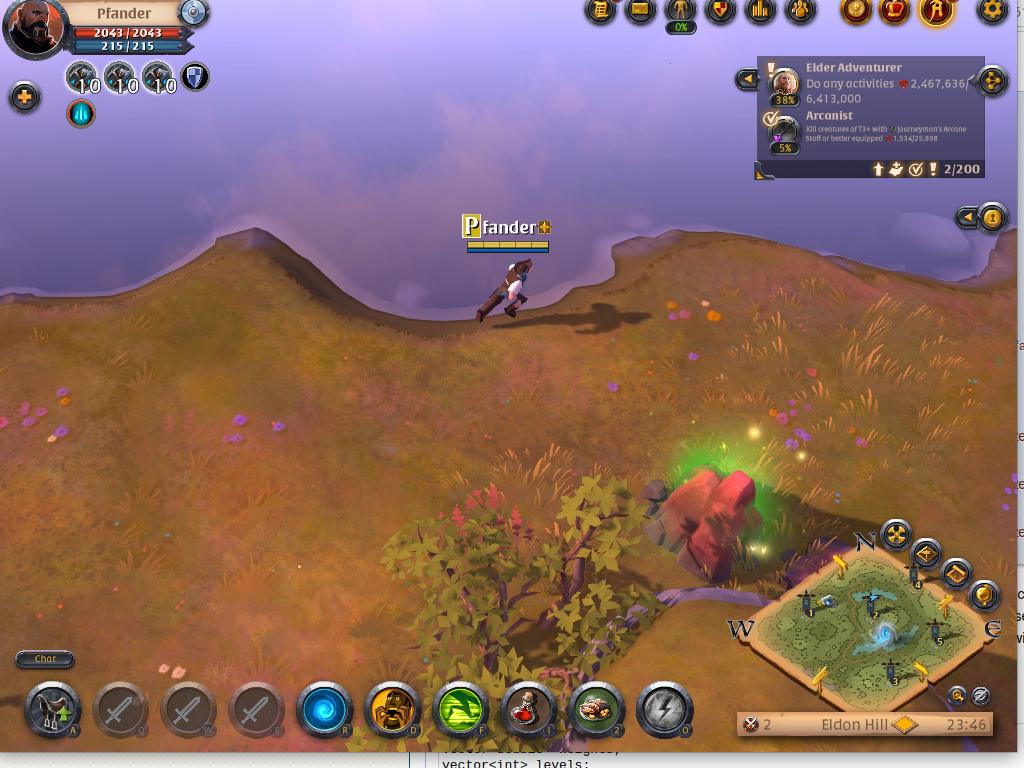 Pfander
2043 / 2043
215 / 215
10
10
10
0%
Elder Adventurer
Do any activities 2,467,636/
6,413,000
38%
Arcanist
Kill creatures of T3+ with Journeyman's Arcane
Staff or better equipped 1,534/25,898
5%
2/200
Pfander
N
W
E
1
2
3
4
5
Chat
A
Q
W
E
R
D
F
1
2
O
2
Eldon Hill
23:46
vector<int> levels;